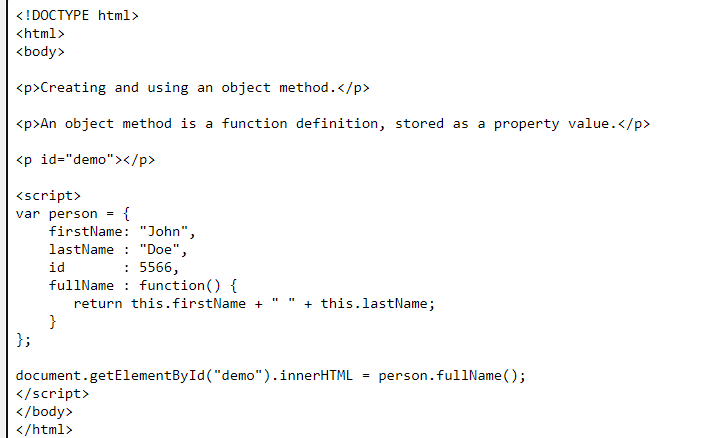 <!DOCTYPE html>
<html>
<body>
<p>Creating and using an object method.</p>
<p>An object method is a function definition, stored as a property value.</p>
<p id="demo"></p>
<script>
var person = {
    firstName: "John",
    lastName : "Doe",
    id       : 5566,
    fullName : function() {
       return this.firstName + " " + this.lastName;
    }
};
document.getElementById("demo").innerHTML = person.fullName();
</script>
</body>
</html>